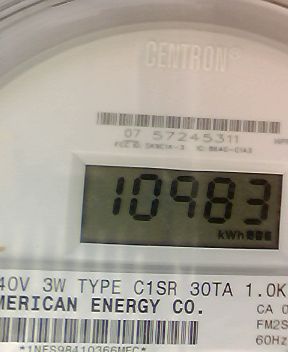 CENTRON®
07 57245311
10983
kWh
40V 3W TYPE C1SR 30TA 1.0K
MERICAN ENERGY CO.
CA 0
FM2S
60Hz
*1NES98410366MEC*